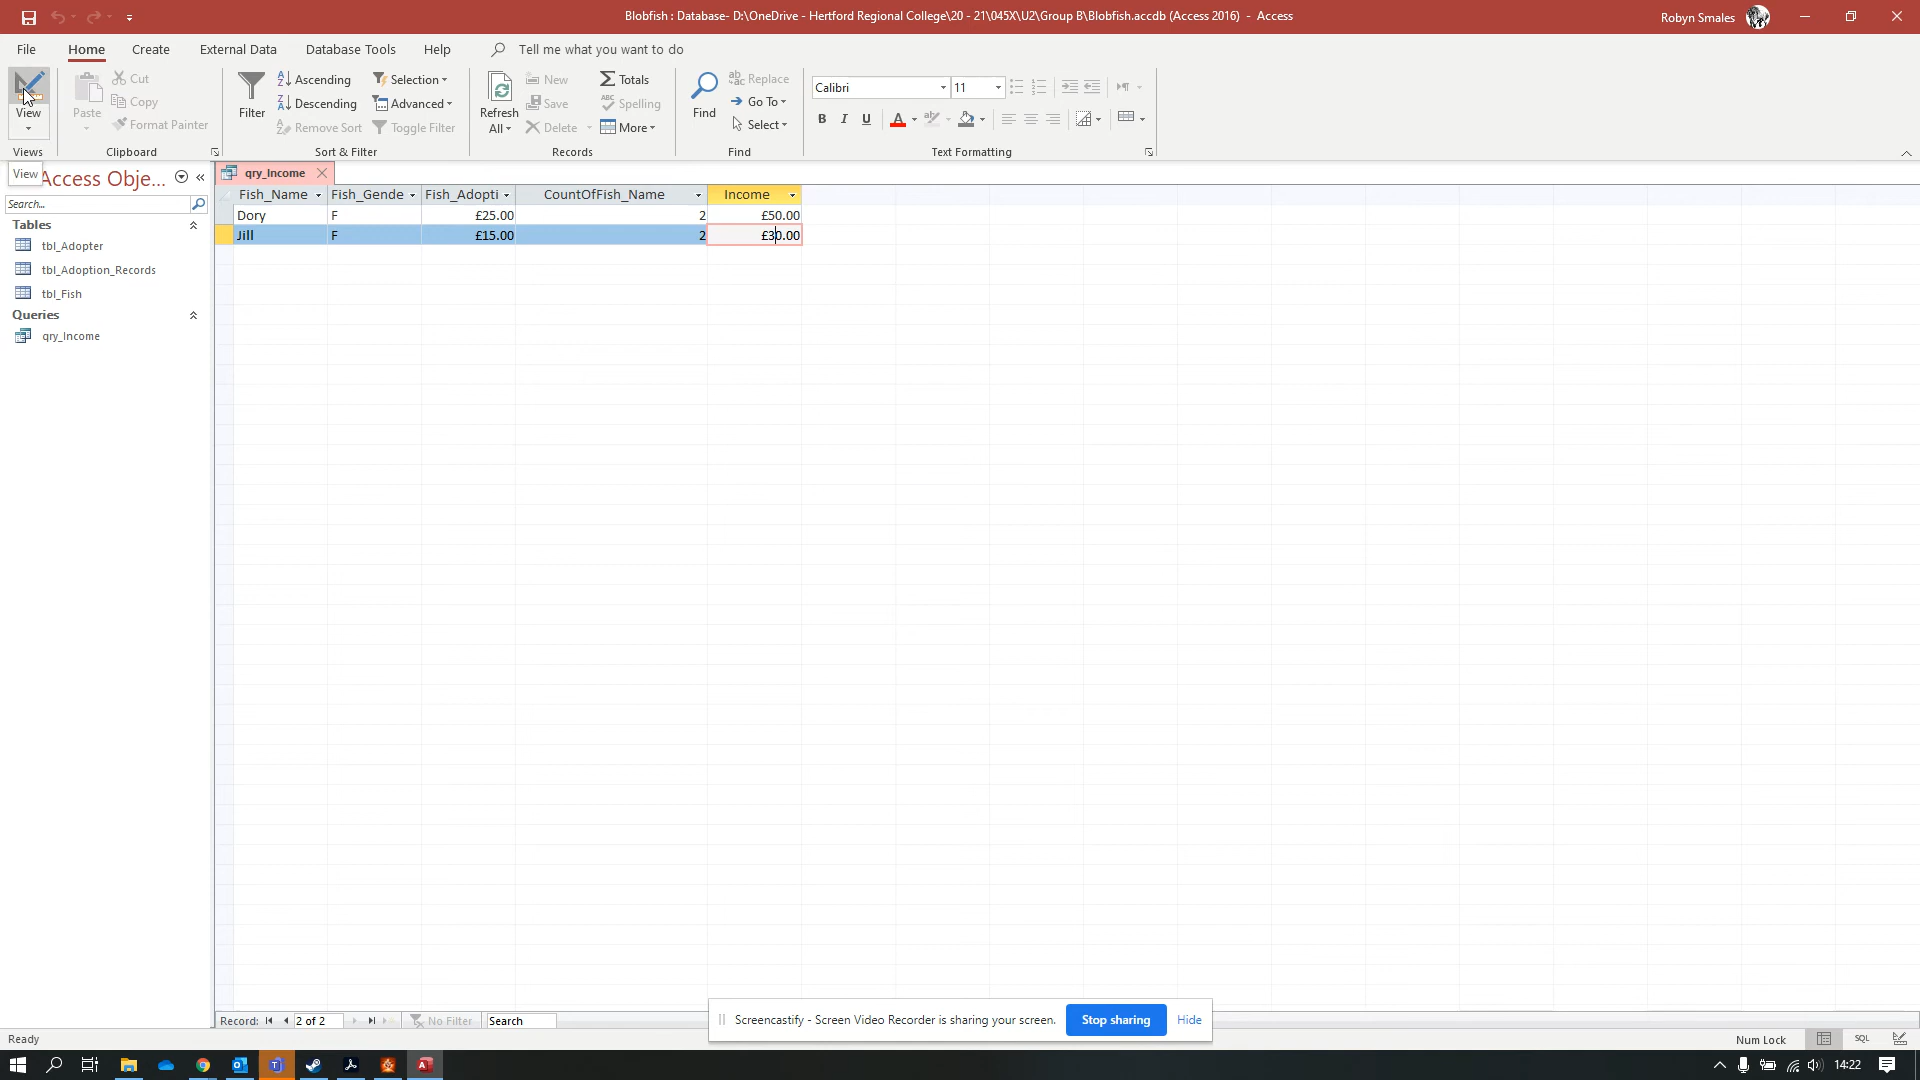 Blobfish : Database- D:\OneDrive - Hertford Regional College\20 - 21\045X\U2\Group B\Blobfish.accdb (Access 2016) - Access
Robyn Smales
File Home Create External Data Database Tools Help Tell me what you want to do
View
Views
Paste
Cut
Copy
Format Painter
Clipboard
Filter
Ascending
Descending
Remove Sort
Selection
Advanced
Toggle Filter
Sort & Filter
Refresh
All
New
Save
Delete
Totals
Spelling
More
Records
Find
Replace
Go To
Select
Find
Calibri
11
B I U
Text Formatting
View
Access Obje...
Search...
Tables
tbl_Adopter
tbl_Adoption_Records
tbl_Fish
Queries
qry_Income
qry_Income
Fish_Name Fish_Gende Fish_Adopti CountOfFish_Name Income
Dory F £25.00 2 £50.00
Jill F £15.00 2 £30.00
Record: 2 of 2 No Filter Search
Screencastify - Screen Video Recorder is sharing your screen. Stop sharing Hide
Ready
Num Lock
SQL
14:22